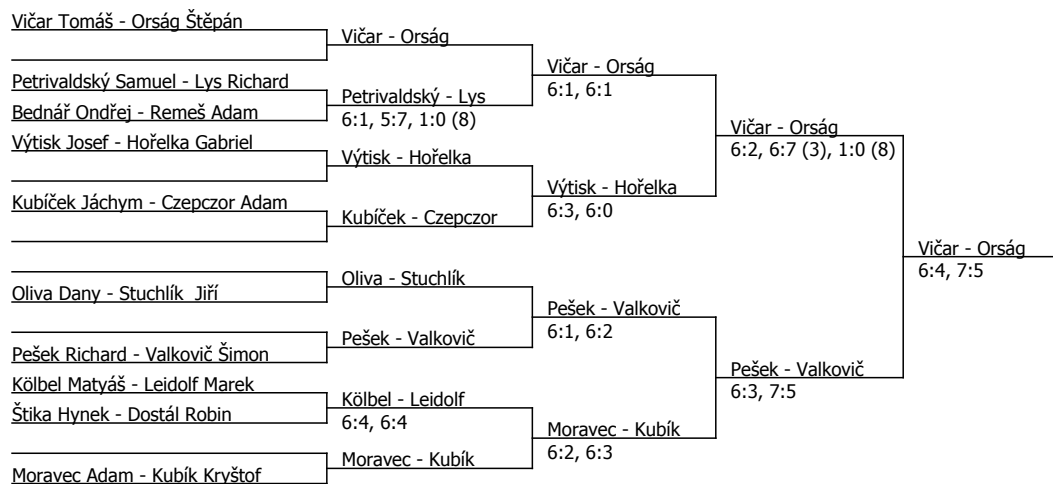 Vičar Tomáš - Orság Štěpán
Petrivaldský Samuel - Lys Richard
Bednář Ondřej - Remeš Adam
Výtisk Josef - Hořelka Gabriel
Kubíček Jáchym - Czepczor Adam
Oliva Dany - Stuchlík  Jiří
Pešek Richard - Valkovič Šimon
Kölbel Matyáš - Leidolf Marek
Štika Hynek - Dostál Robin
Moravec Adam - Kubík Kryštof
Vičar - Orság
Petrivaldský - Lys
6:1, 5:7, 1:0 (8)
Výtisk - Hořelka
Kubíček - Czepczor
Oliva - Stuchlík
Pešek - Valkovič
Kölbel - Leidolf
6:4, 6:4
Moravec - Kubík
Vičar - Orság
6:1, 6:1
Výtisk - Hořelka
6:3, 6:0
Pešek - Valkovič
6:1, 6:2
Moravec - Kubík
6:2, 6:3
Vičar - Orság
6:2, 6:7 (3), 1:0 (8)
Pešek - Valkovič
6:3, 7:5
Vičar - Orság
6:4, 7:5